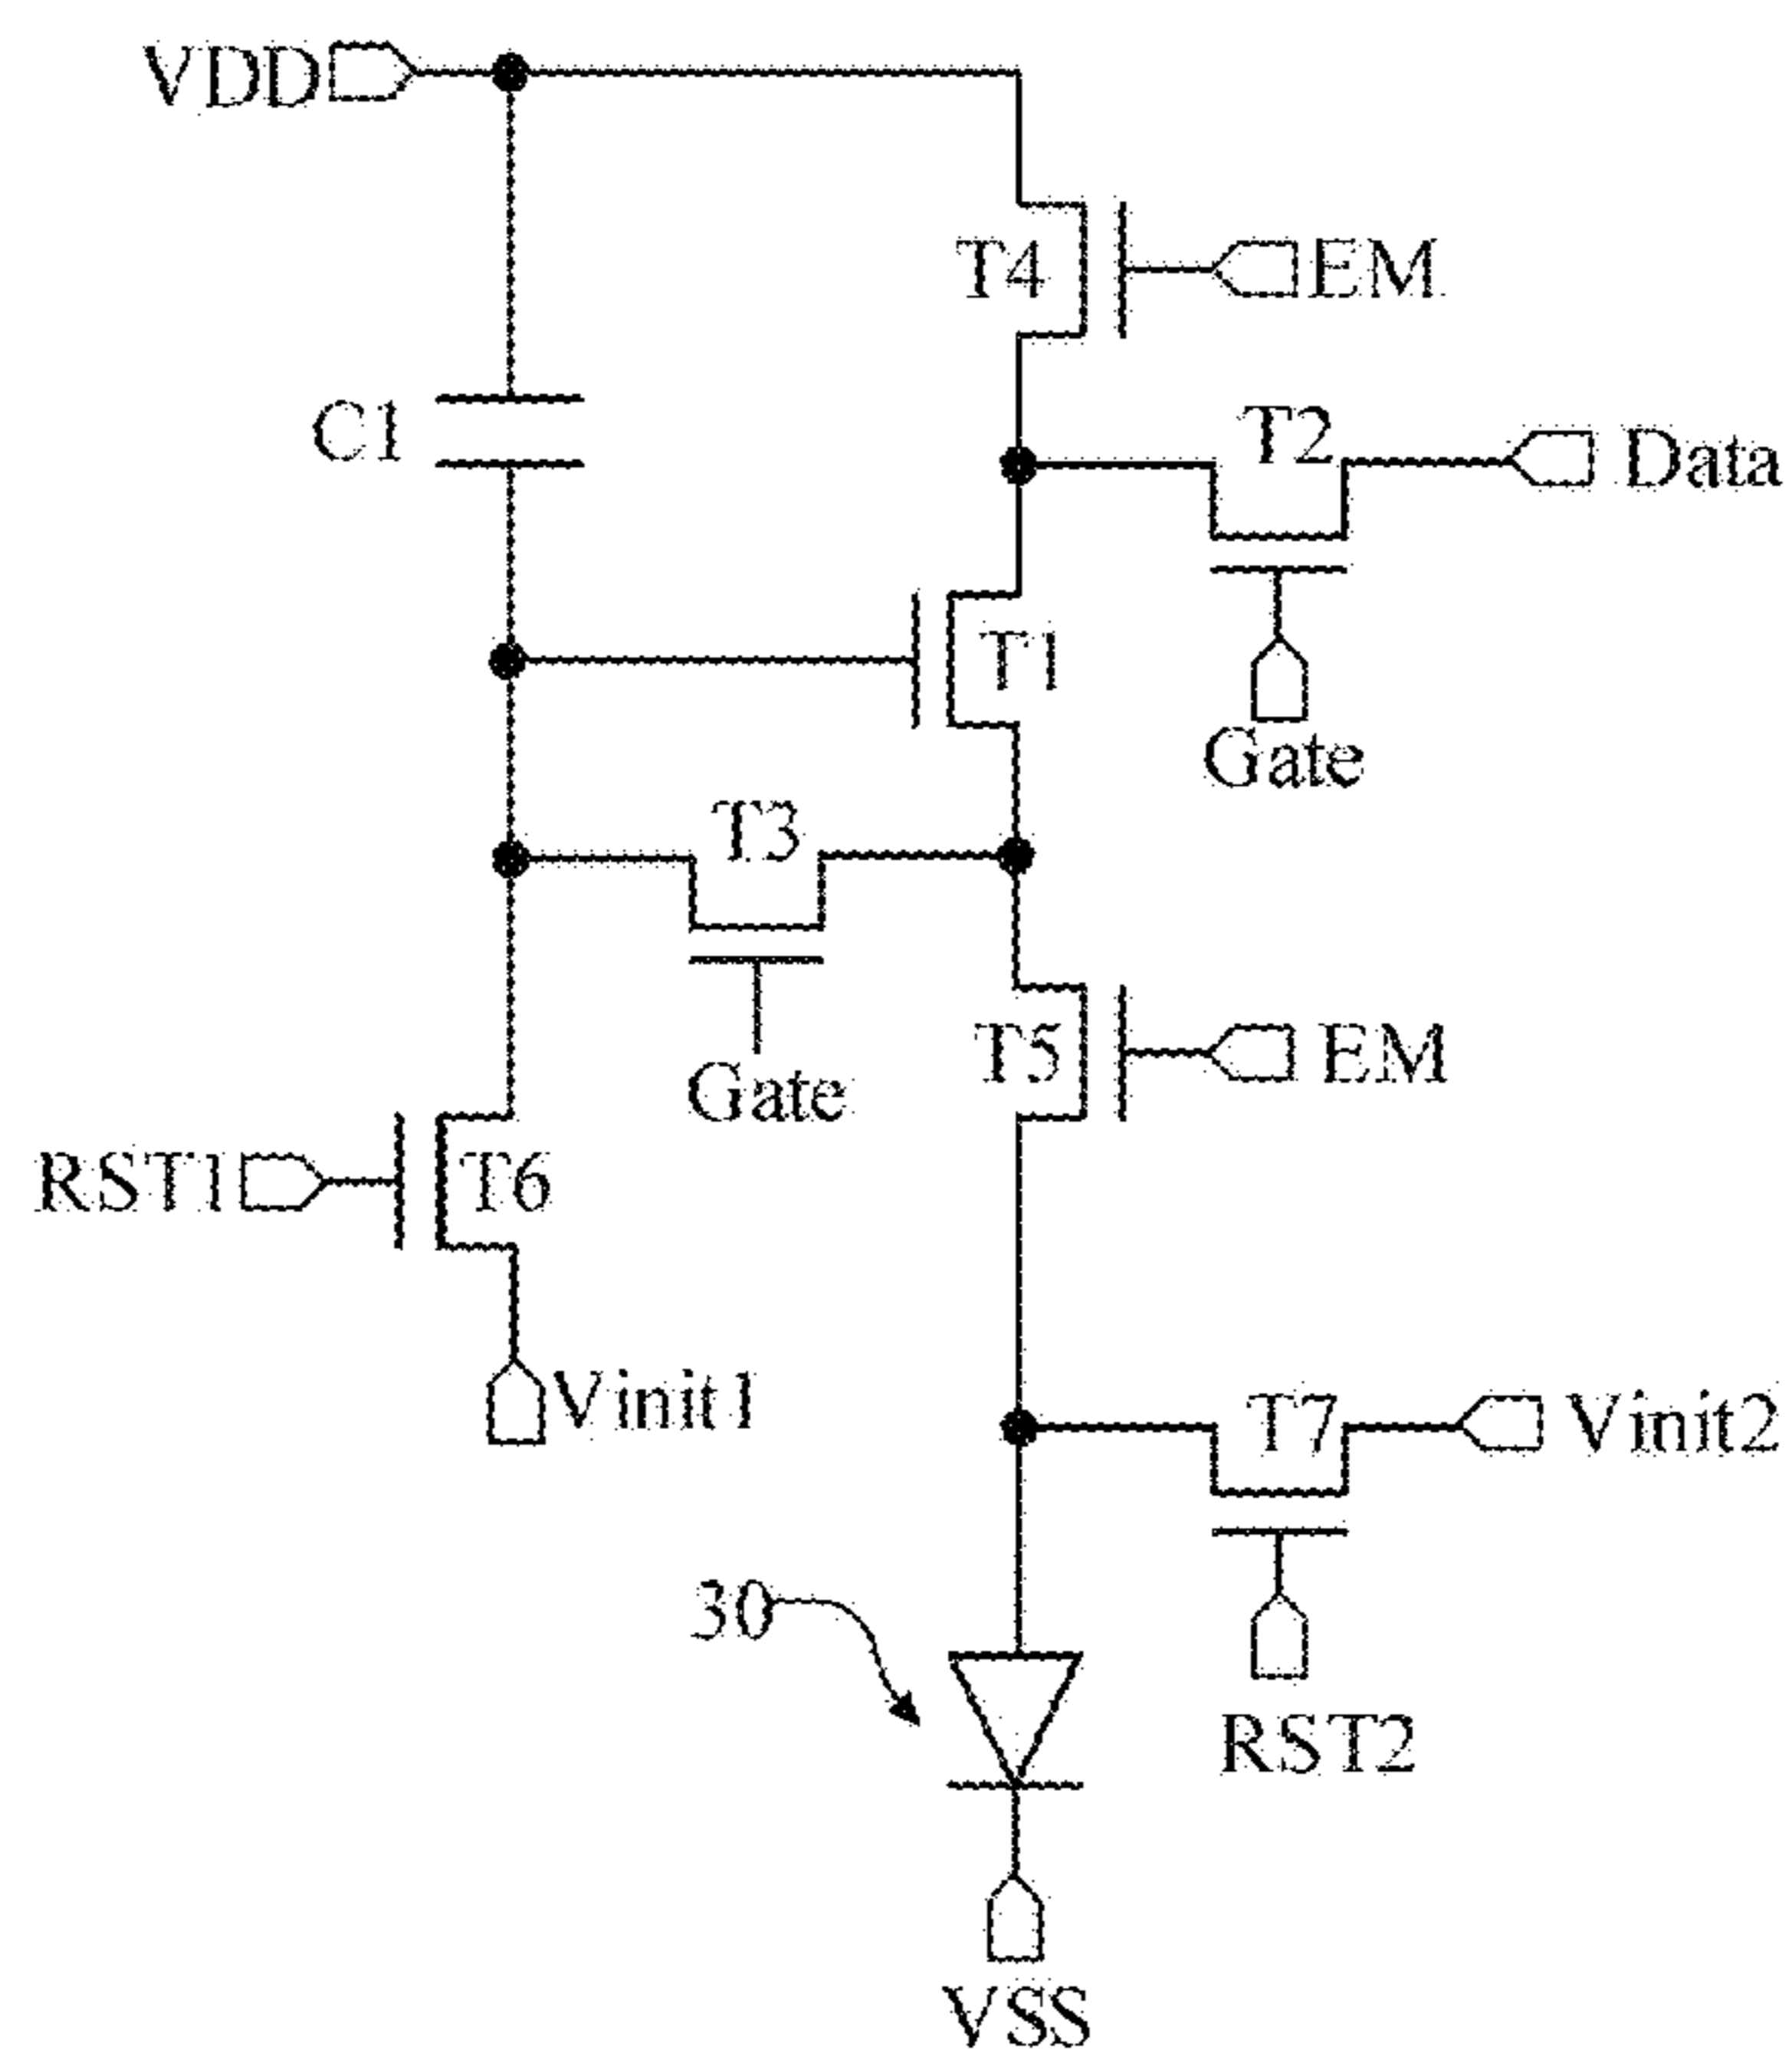 VDD
T4
EM
C1
T2
Data
T1
Gate
T3
T5
EM
Gate
RST1
T6
Vinit1
T7
Vinit2
30
RST2
VSS